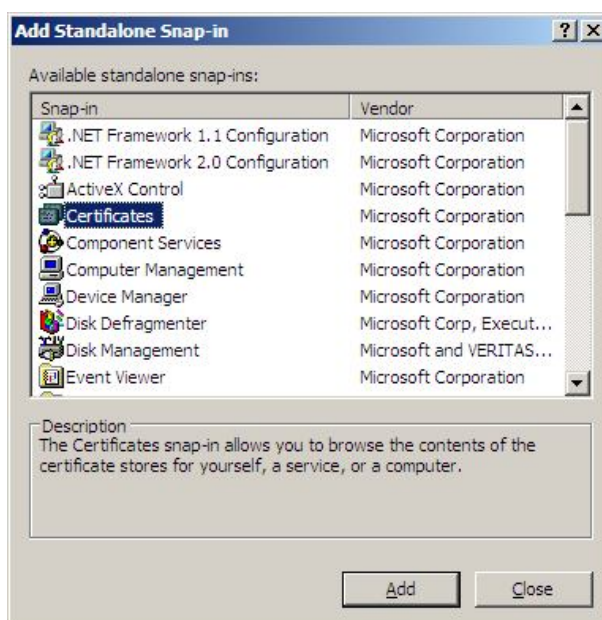 Add Standalone Snap-in
Available standalone snap-ins:
Snap-in Vendor
.NET Framework 1.1 Configuration Microsoft Corporation
.NET Framework 2.0 Configuration Microsoft Corporation
ActiveX Control Microsoft Corporation
Certificates Microsoft Corporation
Component Services Microsoft Corporation
Computer Management Microsoft Corporation
Device Manager Microsoft Corporation
Disk Defragmenter Microsoft Corp, Execut...
Disk Management Microsoft and VERITAS...
Event Viewer Microsoft Corporation
Description
The Certificates snap-in allows you to browse the contents of the
certificate stores for yourself, a service, or a computer.
Add Close